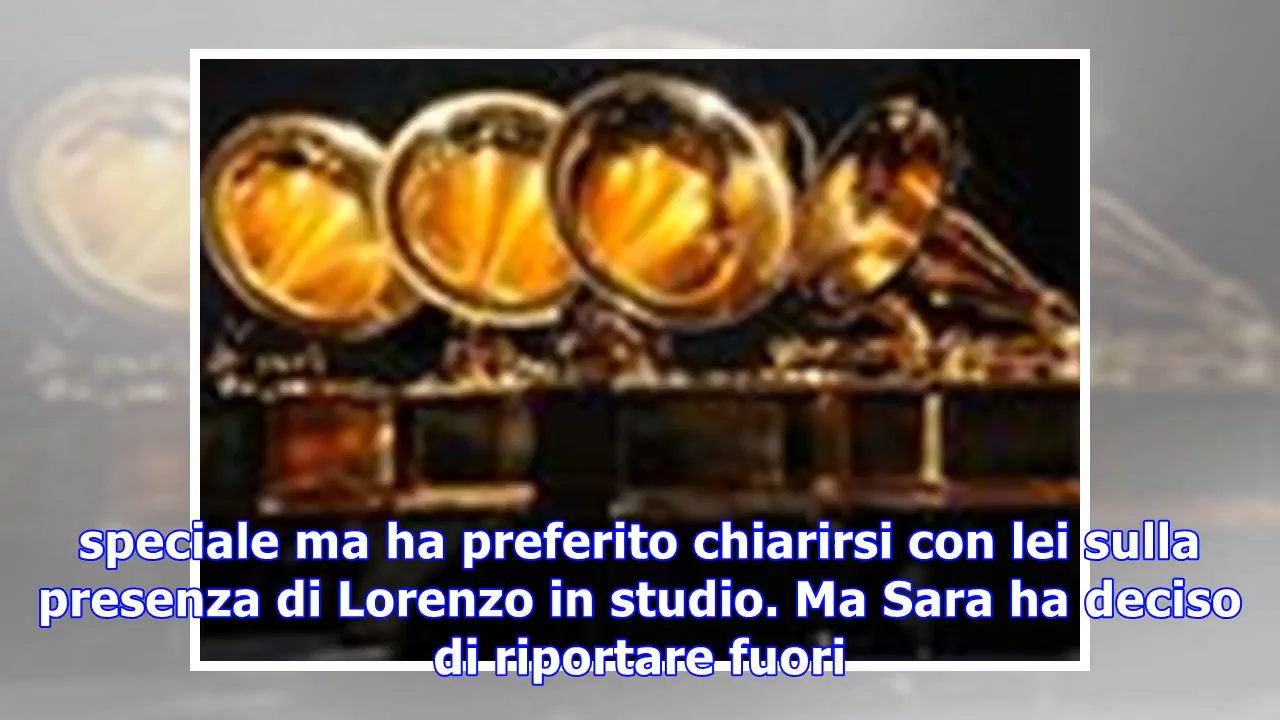 speciale ma ha preferito chiarirsi con lei sulla
presenza di Lorenzo in studio. Ma Sara ha deciso
di riportare fuori